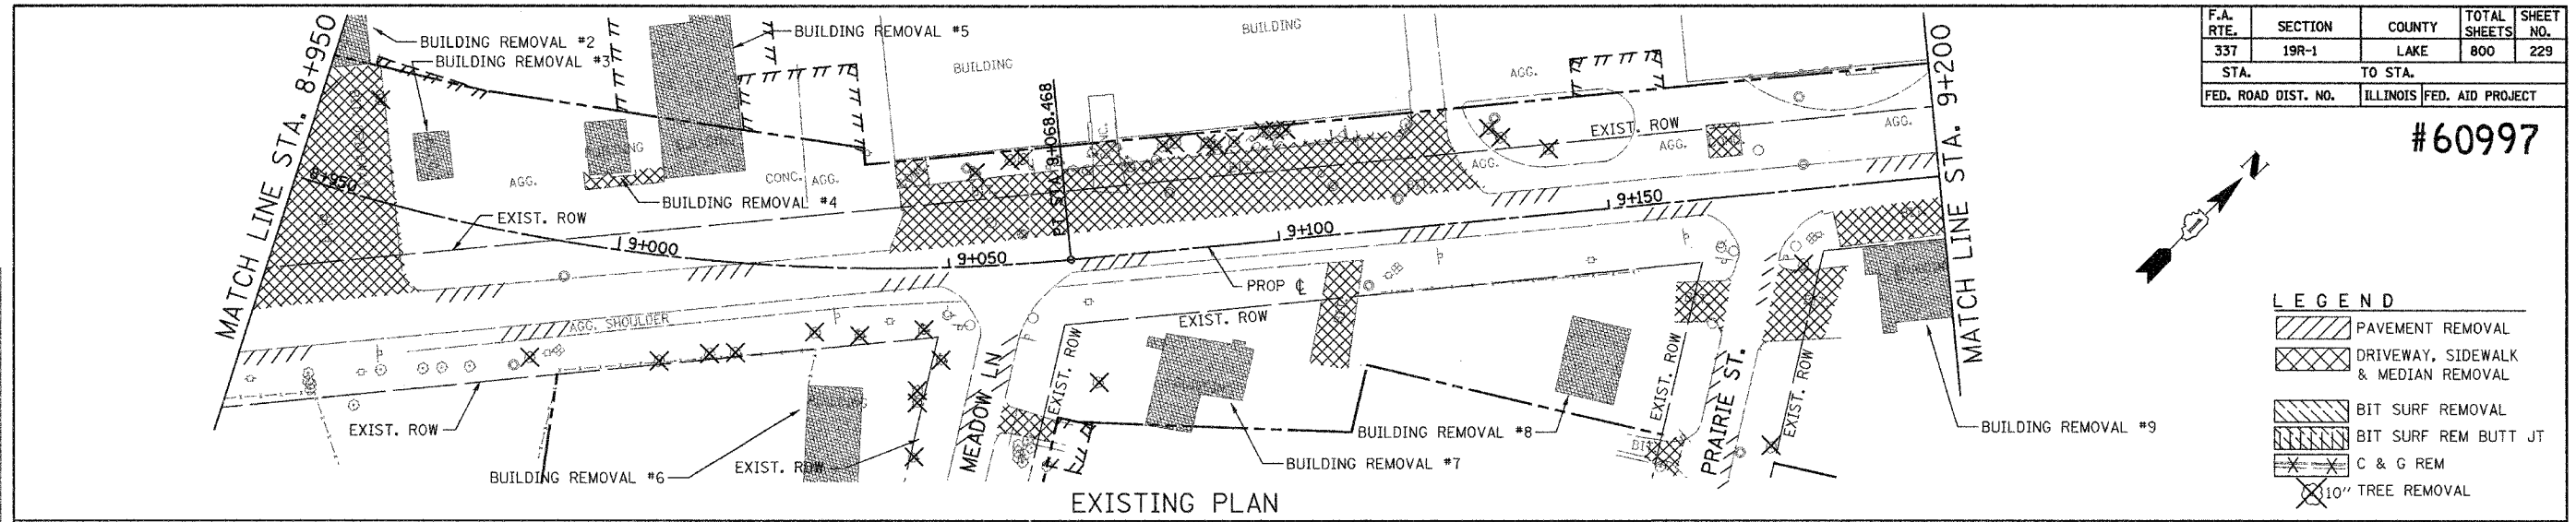 MATCH LINE STA. 8+950
BUILDING REMOVAL #2
BUILDING REMOVAL #3
BUILDING REMOVAL #5
BUILDING
BUILDING
AGG.
MATCH LINE STA. 9+200
F.A. RTE. SECTION COUNTY TOTAL SHEETS SHEET NO.
337 19R-1 LAKE 800 229
STA. TO STA.
FED. ROAD DIST. NO. ILLINOIS FED. AID PROJECT
#60997
N
8+950
AGG.
BUILDING REMOVAL #4
CONC.
AGG.
PI STA 9+068.468
EXIST. ROW
AGG.
AGG.
AGG.
EXIST. ROW
9+000
9+050
9+100
9+150
PROP ℄
AGG. SHOULDER
EXIST. ROW
EXIST. ROW
BUILDING REMOVAL #6
EXIST. ROW
MEADOW LN
EXIST. ROW
BUILDING REMOVAL #7
BUILDING REMOVAL #8
EXIST. ROW
PRAIRIE ST.
EXIST. ROW
BUILDING REMOVAL #9
EXISTING PLAN
LEGEND
PAVEMENT REMOVAL
DRIVEWAY, SIDEWALK
& MEDIAN REMOVAL
BIT SURF REMOVAL
BIT SURF REM BUTT JT
C & G REM
10" TREE REMOVAL